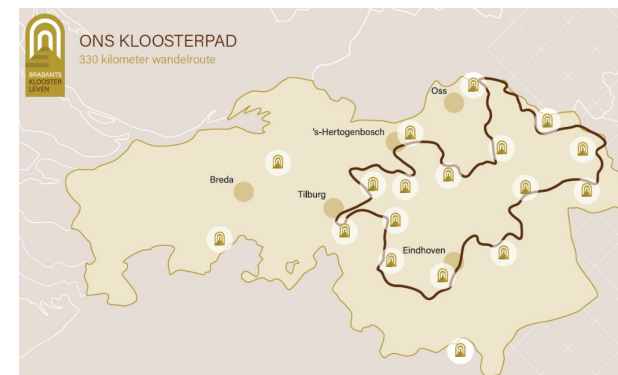 ONS KLOOSTERPAD
330 kilometer wandelroute
BRABANTS
KLOOSTER
LEVEN
Oss
's-Hertogenbosch
Breda
Tilburg
Eindhoven